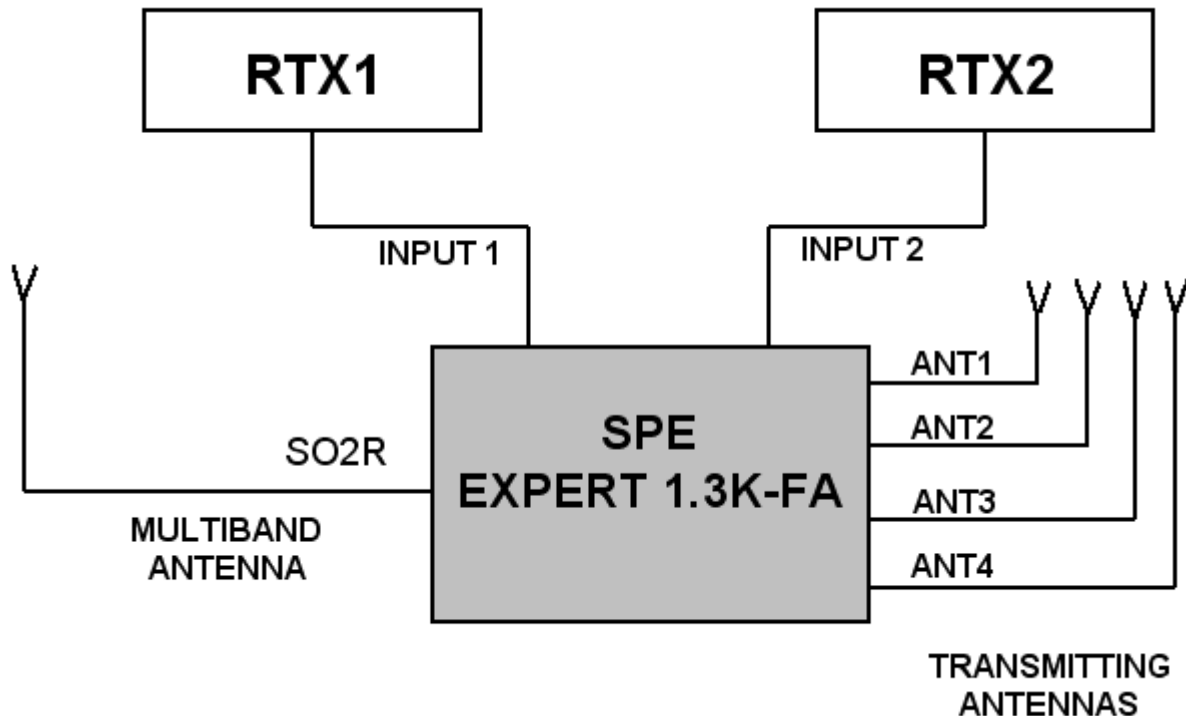 RTX1
RTX2
INPUT 1
INPUT 2
ANT1
SPE
ANT2
SO2R
EXPERT 1.3K-FA
ANT3
MULTIBAND
ANTENNA
ANT4
TRANSMITTING
ANTENNAS